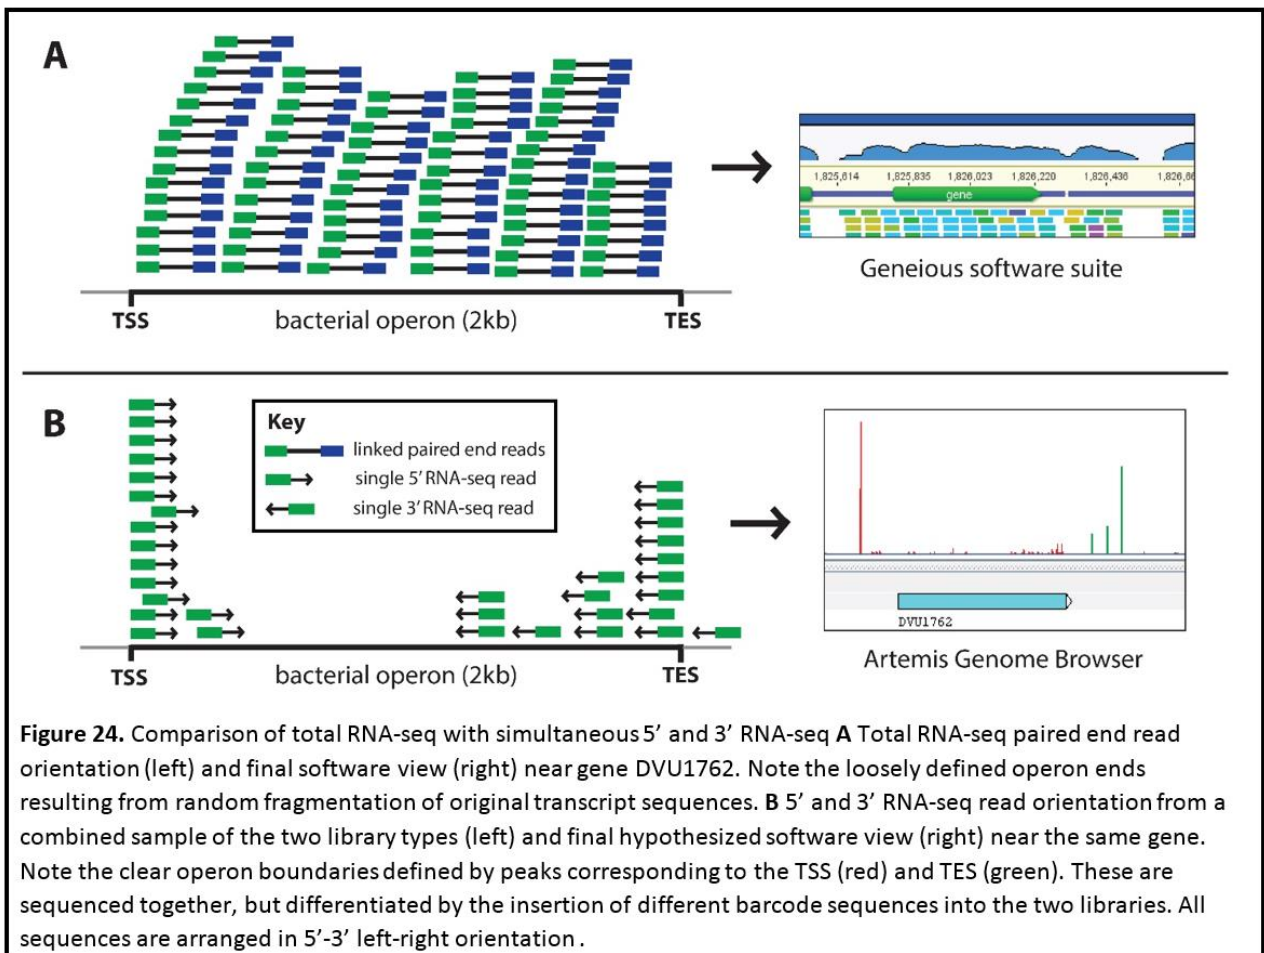 A
1,825,614 1,825,835 1,826,023 1,826,220 1,826,436 1,826,66
gene
Geneious software suite
TSS bacterial operon (2kb) TES
B
Key
linked paired end reads
single 5' RNA-seq read
single 3' RNA-seq read
DVU1762
Artemis Genome Browser
TSS bacterial operon (2kb) TES
Figure 24. Comparison of total RNA-seq with simultaneous 5' and 3' RNA-seq A Total RNA-seq paired end read
orientation (left) and final software view (right) near gene DVU1762. Note the loosely defined operon ends
resulting from random fragmentation of original transcript sequences. B 5' and 3' RNA-seq read orientation from a
combined sample of the two library types (left) and final hypothesized software view (right) near the same gene.
Note the clear operon boundaries defined by peaks corresponding to the TSS (red) and TES (green). These are
sequenced together, but differentiated by the insertion of different barcode sequences into the two libraries. All
sequences are arranged in 5'-3' left-right orientation .